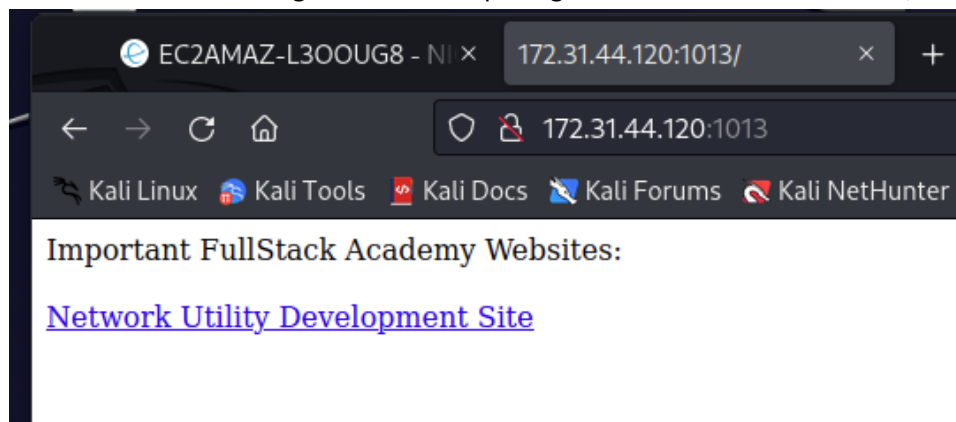 EC2AMAZ-L3OOUG8 - NI
172.31.44.120:1013/
172.31.44.120:1013
Kali Linux Kali Tools Kali Docs Kali Forums Kali NetHunter
Important FullStack Academy Websites:
Network Utility Development Site